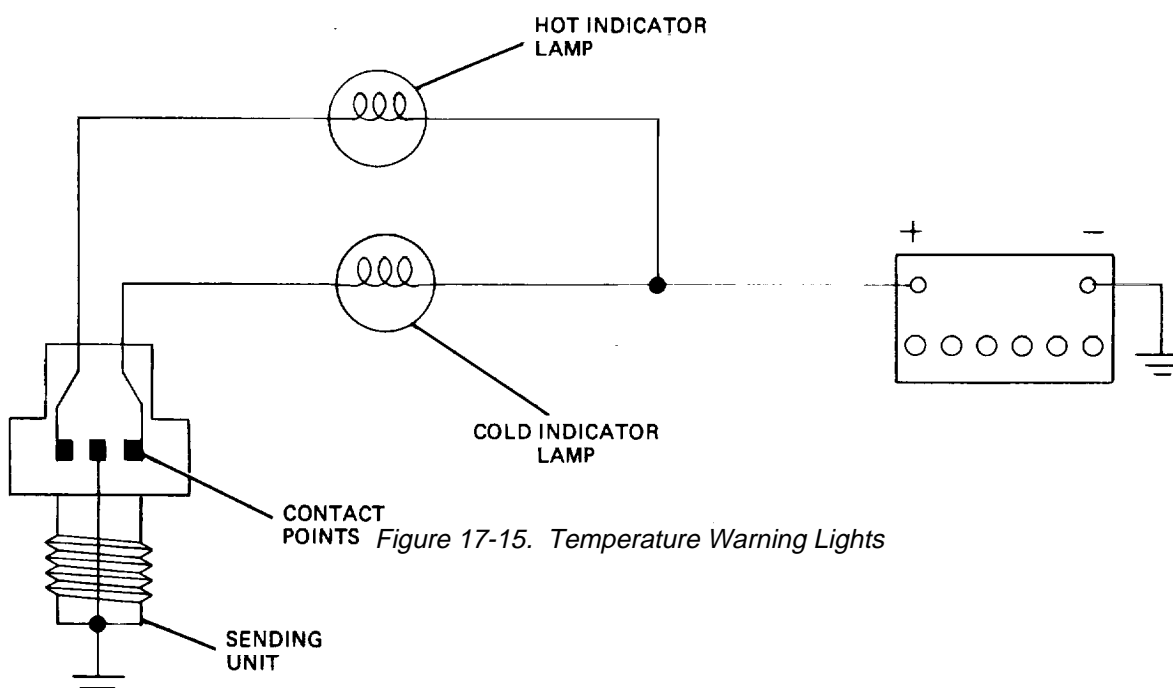 HOT INDICATOR
LAMP
+ -
COLD INDICATOR
LAMP
CONTACT
POINTS
Figure 17-15. Temperature Warning Lights
SENDING
UNIT